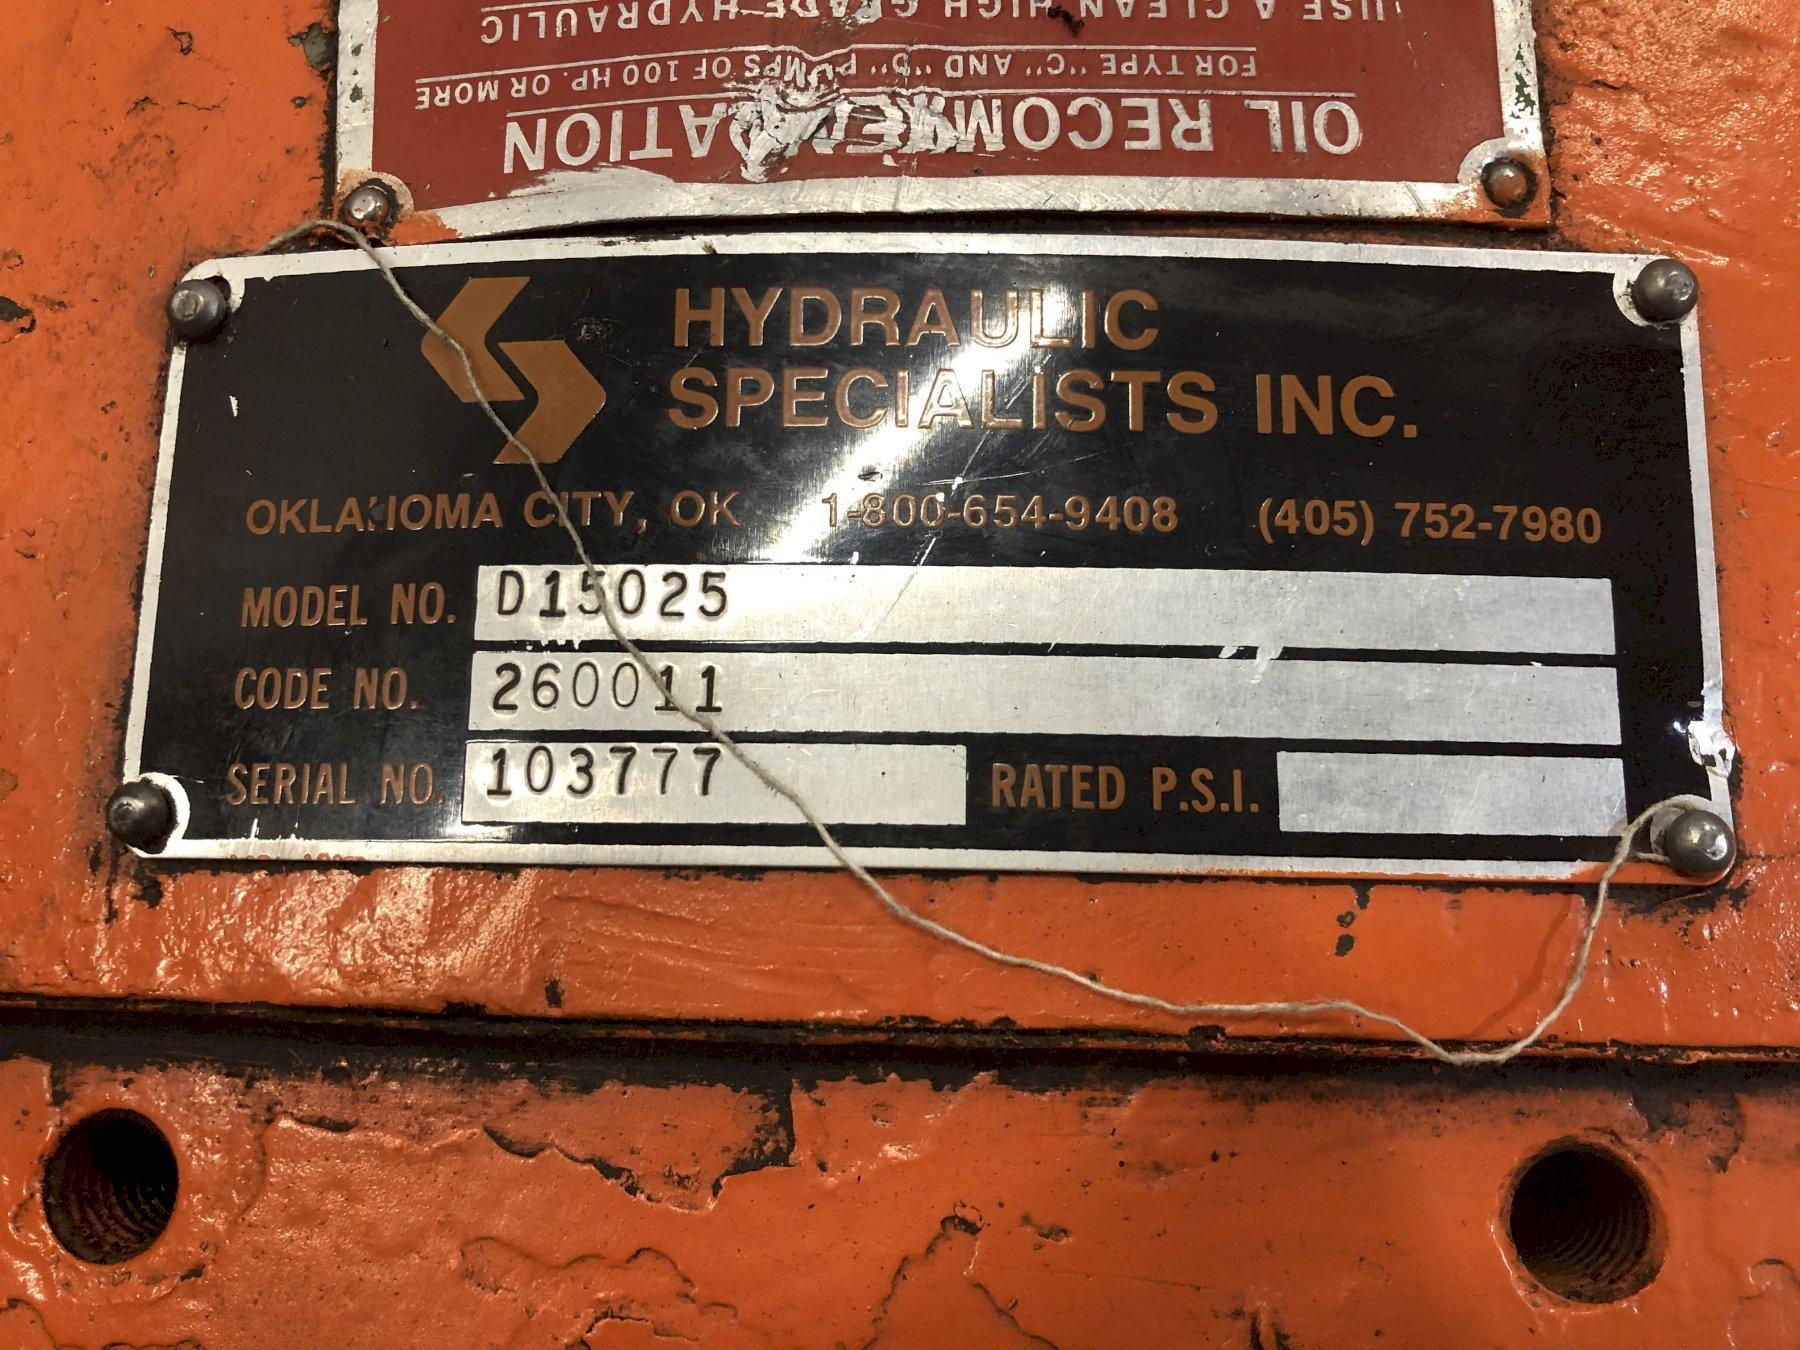 OIL RECOMMENDATION
FOR TYPE "C" AND "D" PUMPS OF 100 HP. OR MORE
USE A CLEAN HIGH GRADE HYDRAULIC
HYDRAULIC
SPECIALISTS INC.
OKLAHOMA CITY, OK 1-800-654-9408 (405) 752-7980
MODEL NO. D15025
CODE NO. 260011
SERIAL NO. 103777 RATED P.S.I.